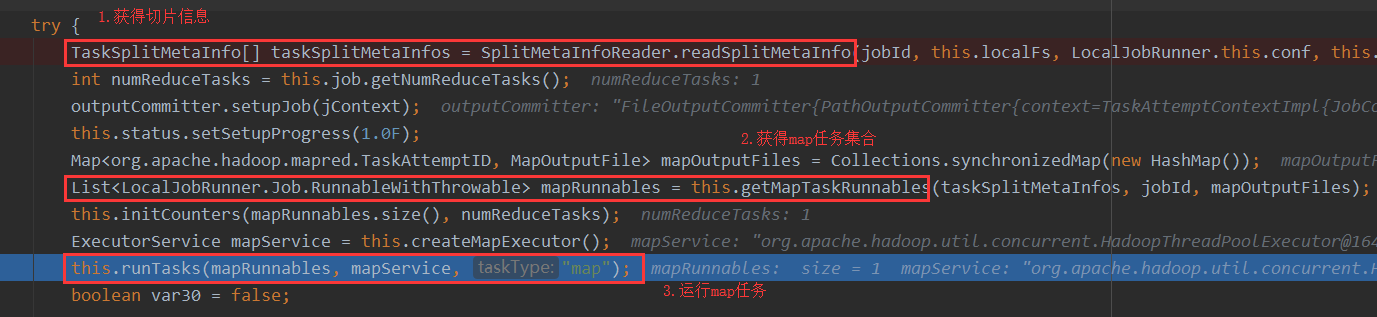 1.获得切片信息
try {
TaskSplitMetaInfo[] taskSplitMetaInfos = SplitMetaInfoReader.readSplitMetaInfo(jobId, this.localFs, LocalJobRunner.this.conf, this.
int numReduceTasks = this.job.getNumReduceTasks(); numReduceTasks: 1
outputCommitter.setupJob(jContext); outputCommitter: "FileOutputCommitter{PathOutputCommitter{context=TaskAttemptContextImpl{JobCo
this.status.setSetupProgress(1.0F);
2.获得map任务集合
Map<org.apache.hadoop.mapred.TaskAttemptID, MapOutputFile> mapOutputFiles = Collections.synchronizedMap(new HashMap()); mapOutputF
List<LocalJobRunner.Job.RunnableWithThrowable> mapRunnables = this.getMapTaskRunnables(taskSplitMetaInfos, jobId, mapOutputFiles);
this.initCounters(mapRunnables.size(), numReduceTasks); numReduceTasks: 1
ExecutorService mapService = this.createMapExecutor(); mapService: "org.apache.hadoop.util.concurrent.HadoopThreadPoolExecutor@164
this.runTasks(mapRunnables, mapService, taskType: "map"); mapRunnables: size = 1 mapService: "org.apache.hadoop.util.concurrent.H
3.运行map任务
boolean var30 = false;